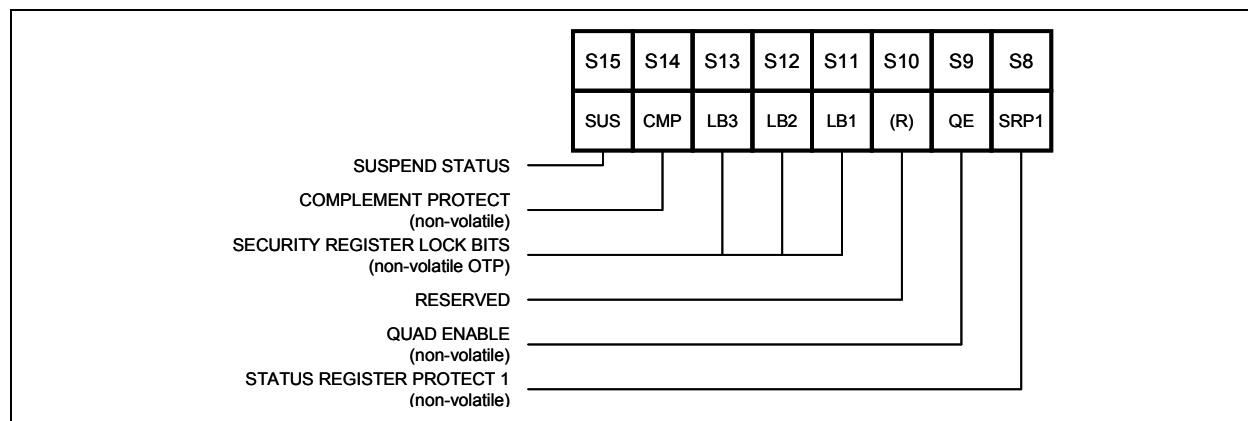 S15 S14 S13 S12 S11 S10 S9 S8
SUS CMP LB3 LB2 LB1 (R) QE SRP1
SUSPEND STATUS
COMPLEMENT PROTECT
(non-volatile)
SECURITY REGISTER LOCK BITS
(non-volatile OTP)
RESERVED
QUAD ENABLE
(non-volatile)
STATUS REGISTER PROTECT 1
(non-volatile)